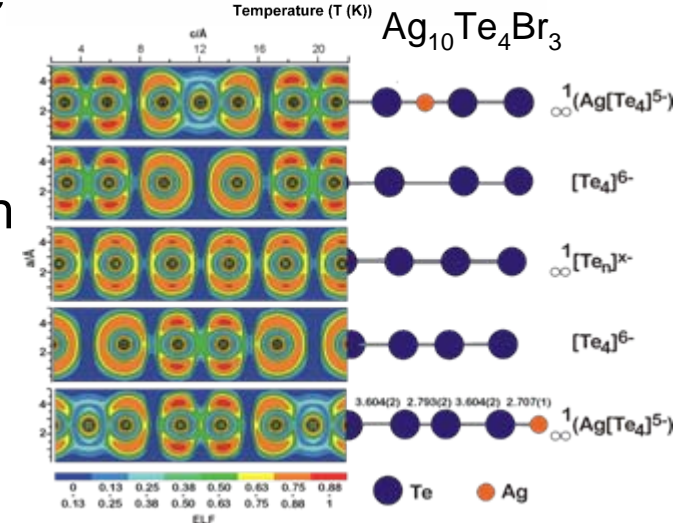 Temperature (T (K))
Ag10Te4Br3
c/Å
4 8 12 16 20
4
2
1∞(Ag[Te4]5-)
4
2
[Te4]6-
n
a/Å
4
2
1∞[Ten]x-
4
2
[Te4]6-
3.604(2) 2.793(2) 3.604(2) 2.707(1)
4
2
1∞(Ag[Te4]5-)
0 0.13 0.25 0.38 0.50 0.63 0.75 0.88
0.13 0.25 0.38 0.50 0.63 0.75 0.88 1
ELF
Te Ag